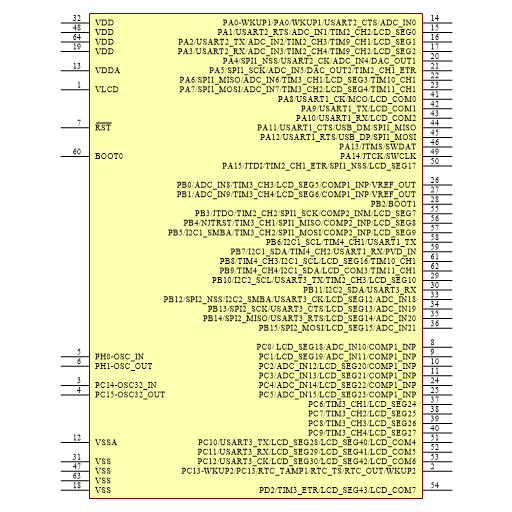 32 VDD PA0-WKUP1/PA0/WKUP1/USART2_CTS/ADC_IN0 14
48 VDD PA1/USART2_RTS/ADC_IN1/TIM2_CH2/LCD_SEG0 15
64 VDD PA2/USART2_TX/ADC_IN2/TIM2_CH3/TIM9_CH1/LCD_SEG1 16
19 VDD PA3/USART2_RX/ADC_IN3/TIM2_CH4/TIM9_CH1/LCD_SEG2 17
PA4/SPI1_NSS/USART2_CK/ADC_IN4/DAC_OUT1 20
13 VDDA PA5/SPI1_SCK/ADC_IN5/DAC_OUT2/TIM2_CH1_ETR 21
PA6/SPI1_MISO/ADC_IN6/TIM3_CH1/LCD_SEG3/TIM10_CH1 22
1 VLCD PA7/SPI1_MOSI/ADC_IN7/TIM3_CH2/LCD_SEG4/TIM11_CH1 23
PA8/USART1_CK/MCO/LCD_COM0 41
PA9/USART1_TX/LCD_COM1 42
PA10/USART1_RX/LCD_COM2 43
7 RST PA11/USART1_CTS/USB_DM/SPI1_MISO 44
PA12/USART1_RTS/USB_DP/SPI1_MOSI 45
PA13/JTMS/SWDAT 46
60 BOOT0 PA14/JTCK/SWCLK 49
PA15/JTDI/TIM2_CH1_ETR/SPI1_NSS/LCD_SEG17 50
PB0/ADC_IN8/TIM3_CH3/LCD_SEG5/COMP1_INP/VREF_OUT 26
PB1/ADC_IN9/TIM3_CH4/LCD_SEG6/COMP1_INP/VREF_OUT 27
PB2/BOOT1 28
PB3/JTDO/TIM2_CH2/SPI1_SCK/COMP2_INM/LCD_SEG7 55
PB4/NJTRST/TIM3_CH1/SPI1_MISO/COMP2_INP/LCD_SEG8 56
PB5/I2C1_SMBA/TIM3_CH2/SPI1_MOSI/COMP2_INP/LCD_SEG9 57
PB6/I2C1_SCL/TIM4_CH1/USART1_TX 58
PB7/I2C1_SDA/TIM4_CH2/USART1_RX/PVD_IN 59
PB8/TIM4_CH3/I2C1_SCL/LCD_SEG16/TIM10_CH1 61
PB9/TIM4_CH4/I2C1_SDA/LCD_COM3/TIM11_CH1 62
PB10/I2C2_SCL/USART3_TX/TIM2_CH3/LCD_SEG10 29
PB11/I2C2_SDA/USART3_RX 30
PB12/SPI2_NSS/I2C2_SMBA/USART3_CK/LCD_SEG12/ADC_IN18 33
PB13/SPI2_SCK/USART3_CTS/LCD_SEG13/ADC_IN19 34
PB14/SPI2_MISO/USART3_RTS/LCD_SEG14/ADC_IN20 35
PB15/SPI2_MOSI/LCD_SEG15/ADC_IN21 36
PC0/LCD_SEG18/ADC_IN10/COMP1_INP 8
5 PH0-OSC_IN PC1/LCD_SEG19/ADC_IN11/COMP1_INP 9
6 PH1-OSC_OUT PC2/ADC_IN12/LCD_SEG20/COMP1_INP 10
PC3/ADC_IN13/LCD_SEG21/COMP1_INP 11
3 PC14-OSC32_IN PC4/ADC_IN14/LCD_SEG22/COMP1_INP 24
4 PC15-OSC32_OUT PC5/ADC_IN15/LCD_SEG23/COMP1_INP 25
PC6/TIM3_CH1/LCD_SEG24 37
PC7/TIM3_CH2/LCD_SEG25 38
PC8/TIM3_CH3/LCD_SEG26 39
PC9/TIM3_CH4/LCD_SEG27 40
12 VSSA PC10/USART3_TX/LCD_SEG28/LCD_SEG40/LCD_COM4 51
PC11/USART3_RX/LCD_SEG29/LCD_SEG41/LCD_COM5 52
31 VSS PC12/USART3_CK/LCD_SEG30/LCD_SEG42/LCD_COM6 53
47 VSS PC13-WKUP2/PC13/RTC_TAMP1/RTC_TS/RTC_OUT/WKUP2 2
63 VSS
18 VSS PD2/TIM3_ETR/LCD_SEG43/LCD_COM7 54